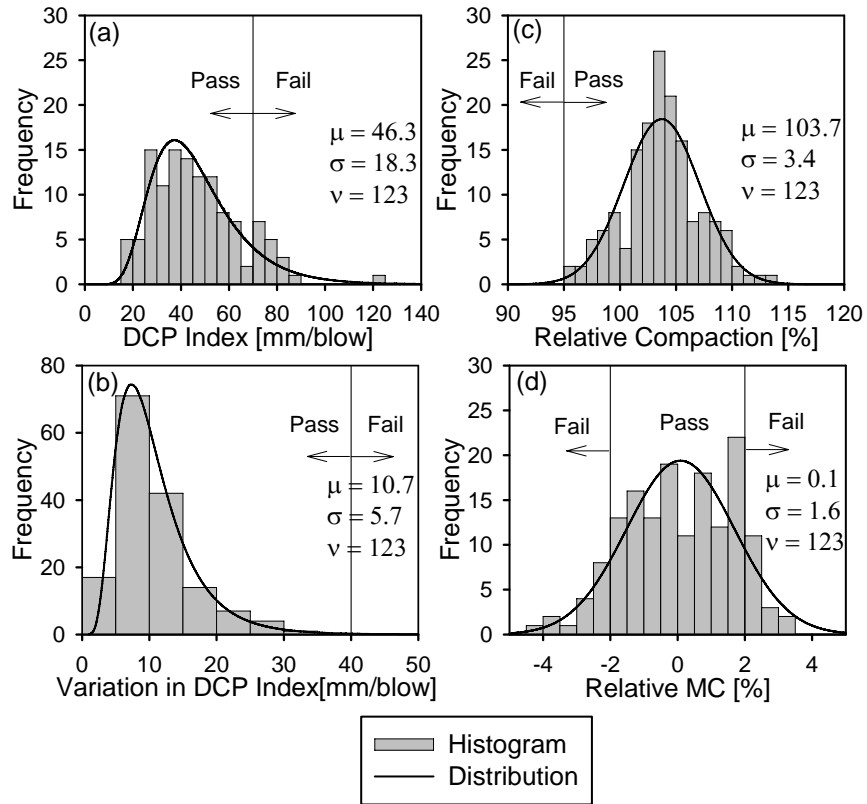 (a)
Pass Fail
μ = 46.3
σ = 18.3
ν = 123
Frequency
0
5
10
15
20
25
30
0 20 40 60 80 100 120 140
DCP Index [mm/blow]
(c)
Fail Pass
μ = 103.7
σ = 3.4
ν = 123
Frequency
0
5
10
15
20
25
30
90 95 100 105 110 115 120
Relative Compaction [%]
(b)
Pass Fail
μ = 10.7
σ = 5.7
ν = 123
Frequency
0
20
40
60
80
0 10 20 30 40 50
Variation in DCP Index[mm/blow]
(d)
Fail Pass Fail
μ = 0.1
σ = 1.6
ν = 123
Frequency
0
5
10
15
20
25
30
-4 -2 0 2 4
Relative MC [%]
Histogram
Distribution